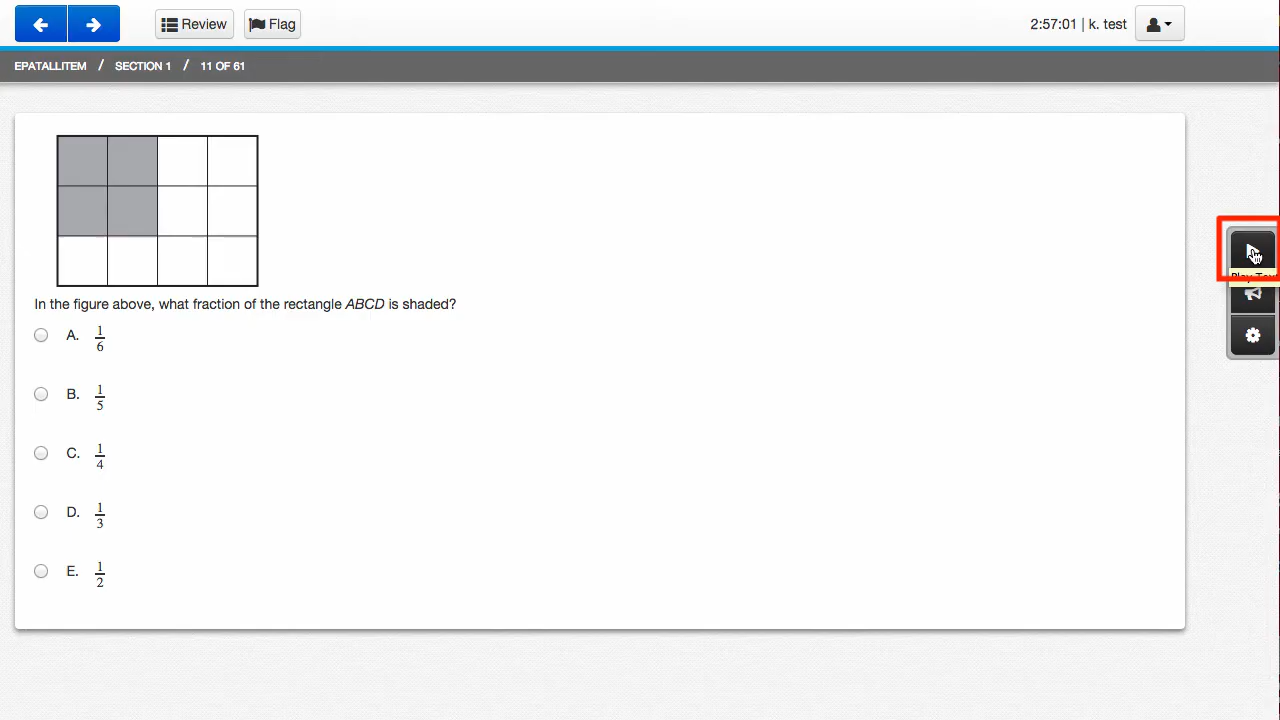 Review Flag 2:57:01 | k. test
EPATALLITEM / SECTION 1 / 11 OF 61
In the figure above, what fraction of the rectangle ABCD is shaded?
A. 1/6
B. 1/5
C. 1/4
D. 1/3
E. 1/2